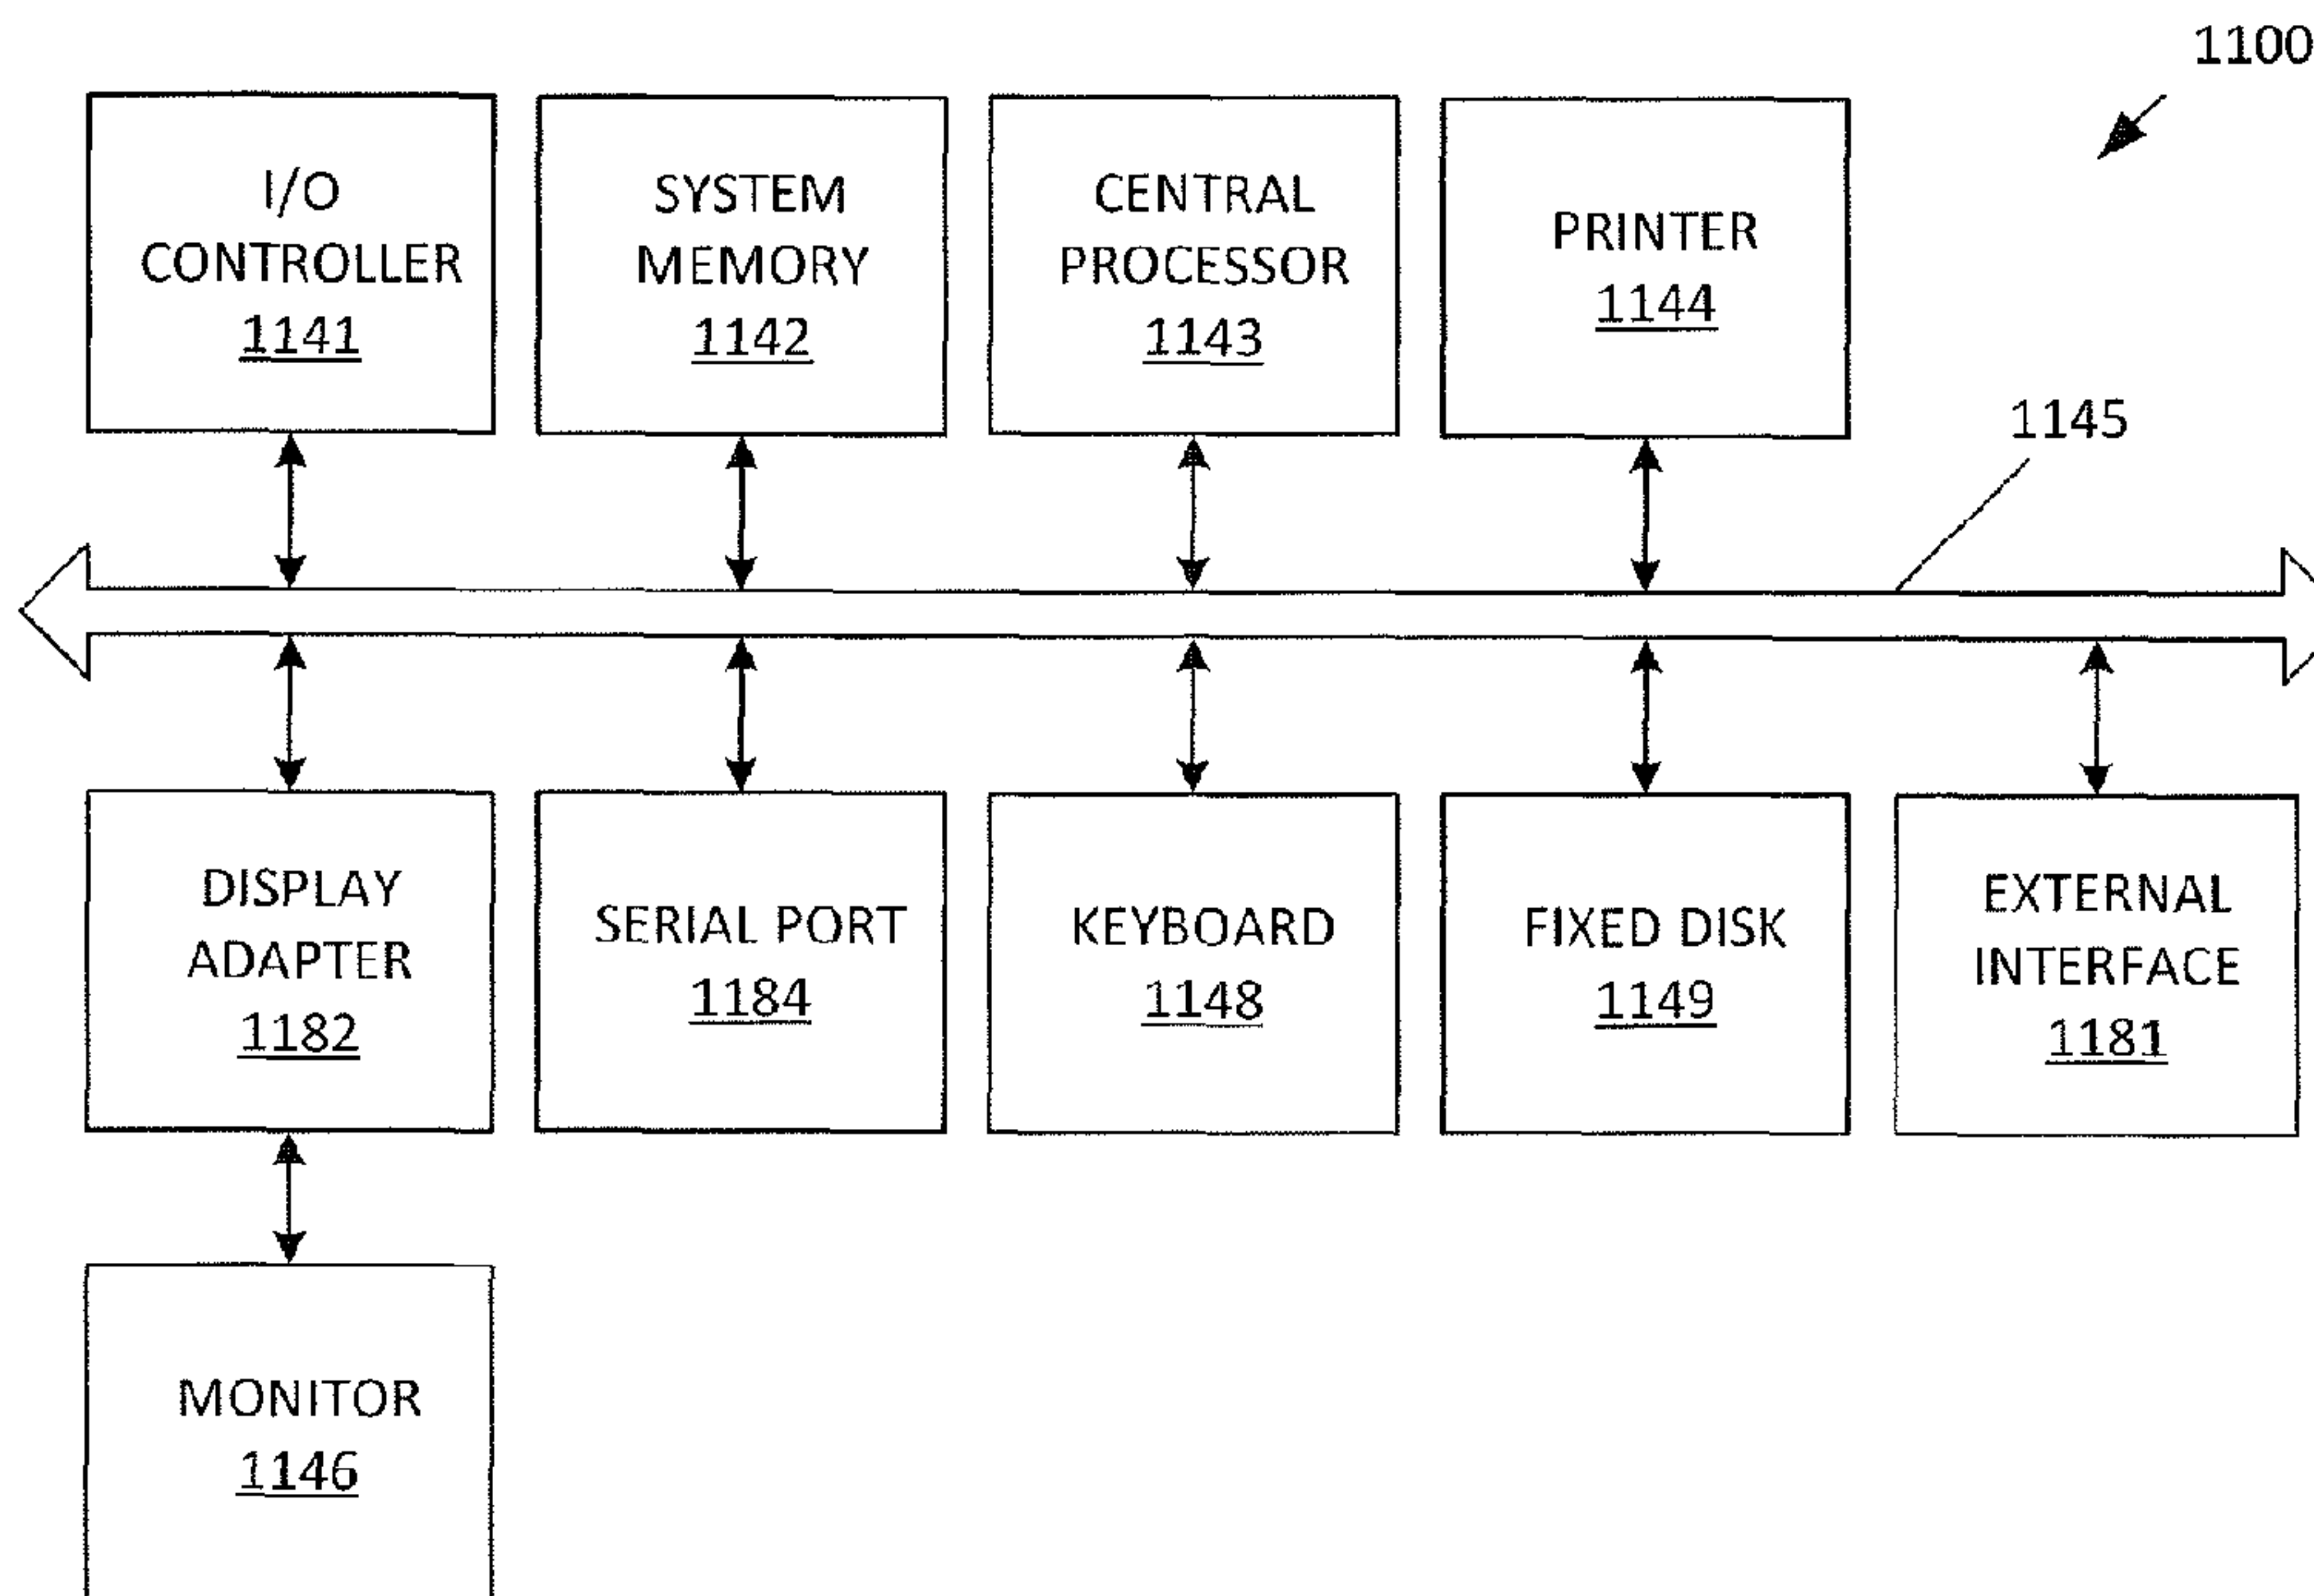 1100
I/O
CONTROLLER
1141
SYSTEM
MEMORY
1142
CENTRAL
PROCESSOR
1143
PRINTER
1144
1145
DISPLAY
ADAPTER
1182
SERIAL PORT
1184
KEYBOARD
1148
FIXED DISK
1149
EXTERNAL
INTERFACE
1181
MONITOR
1146